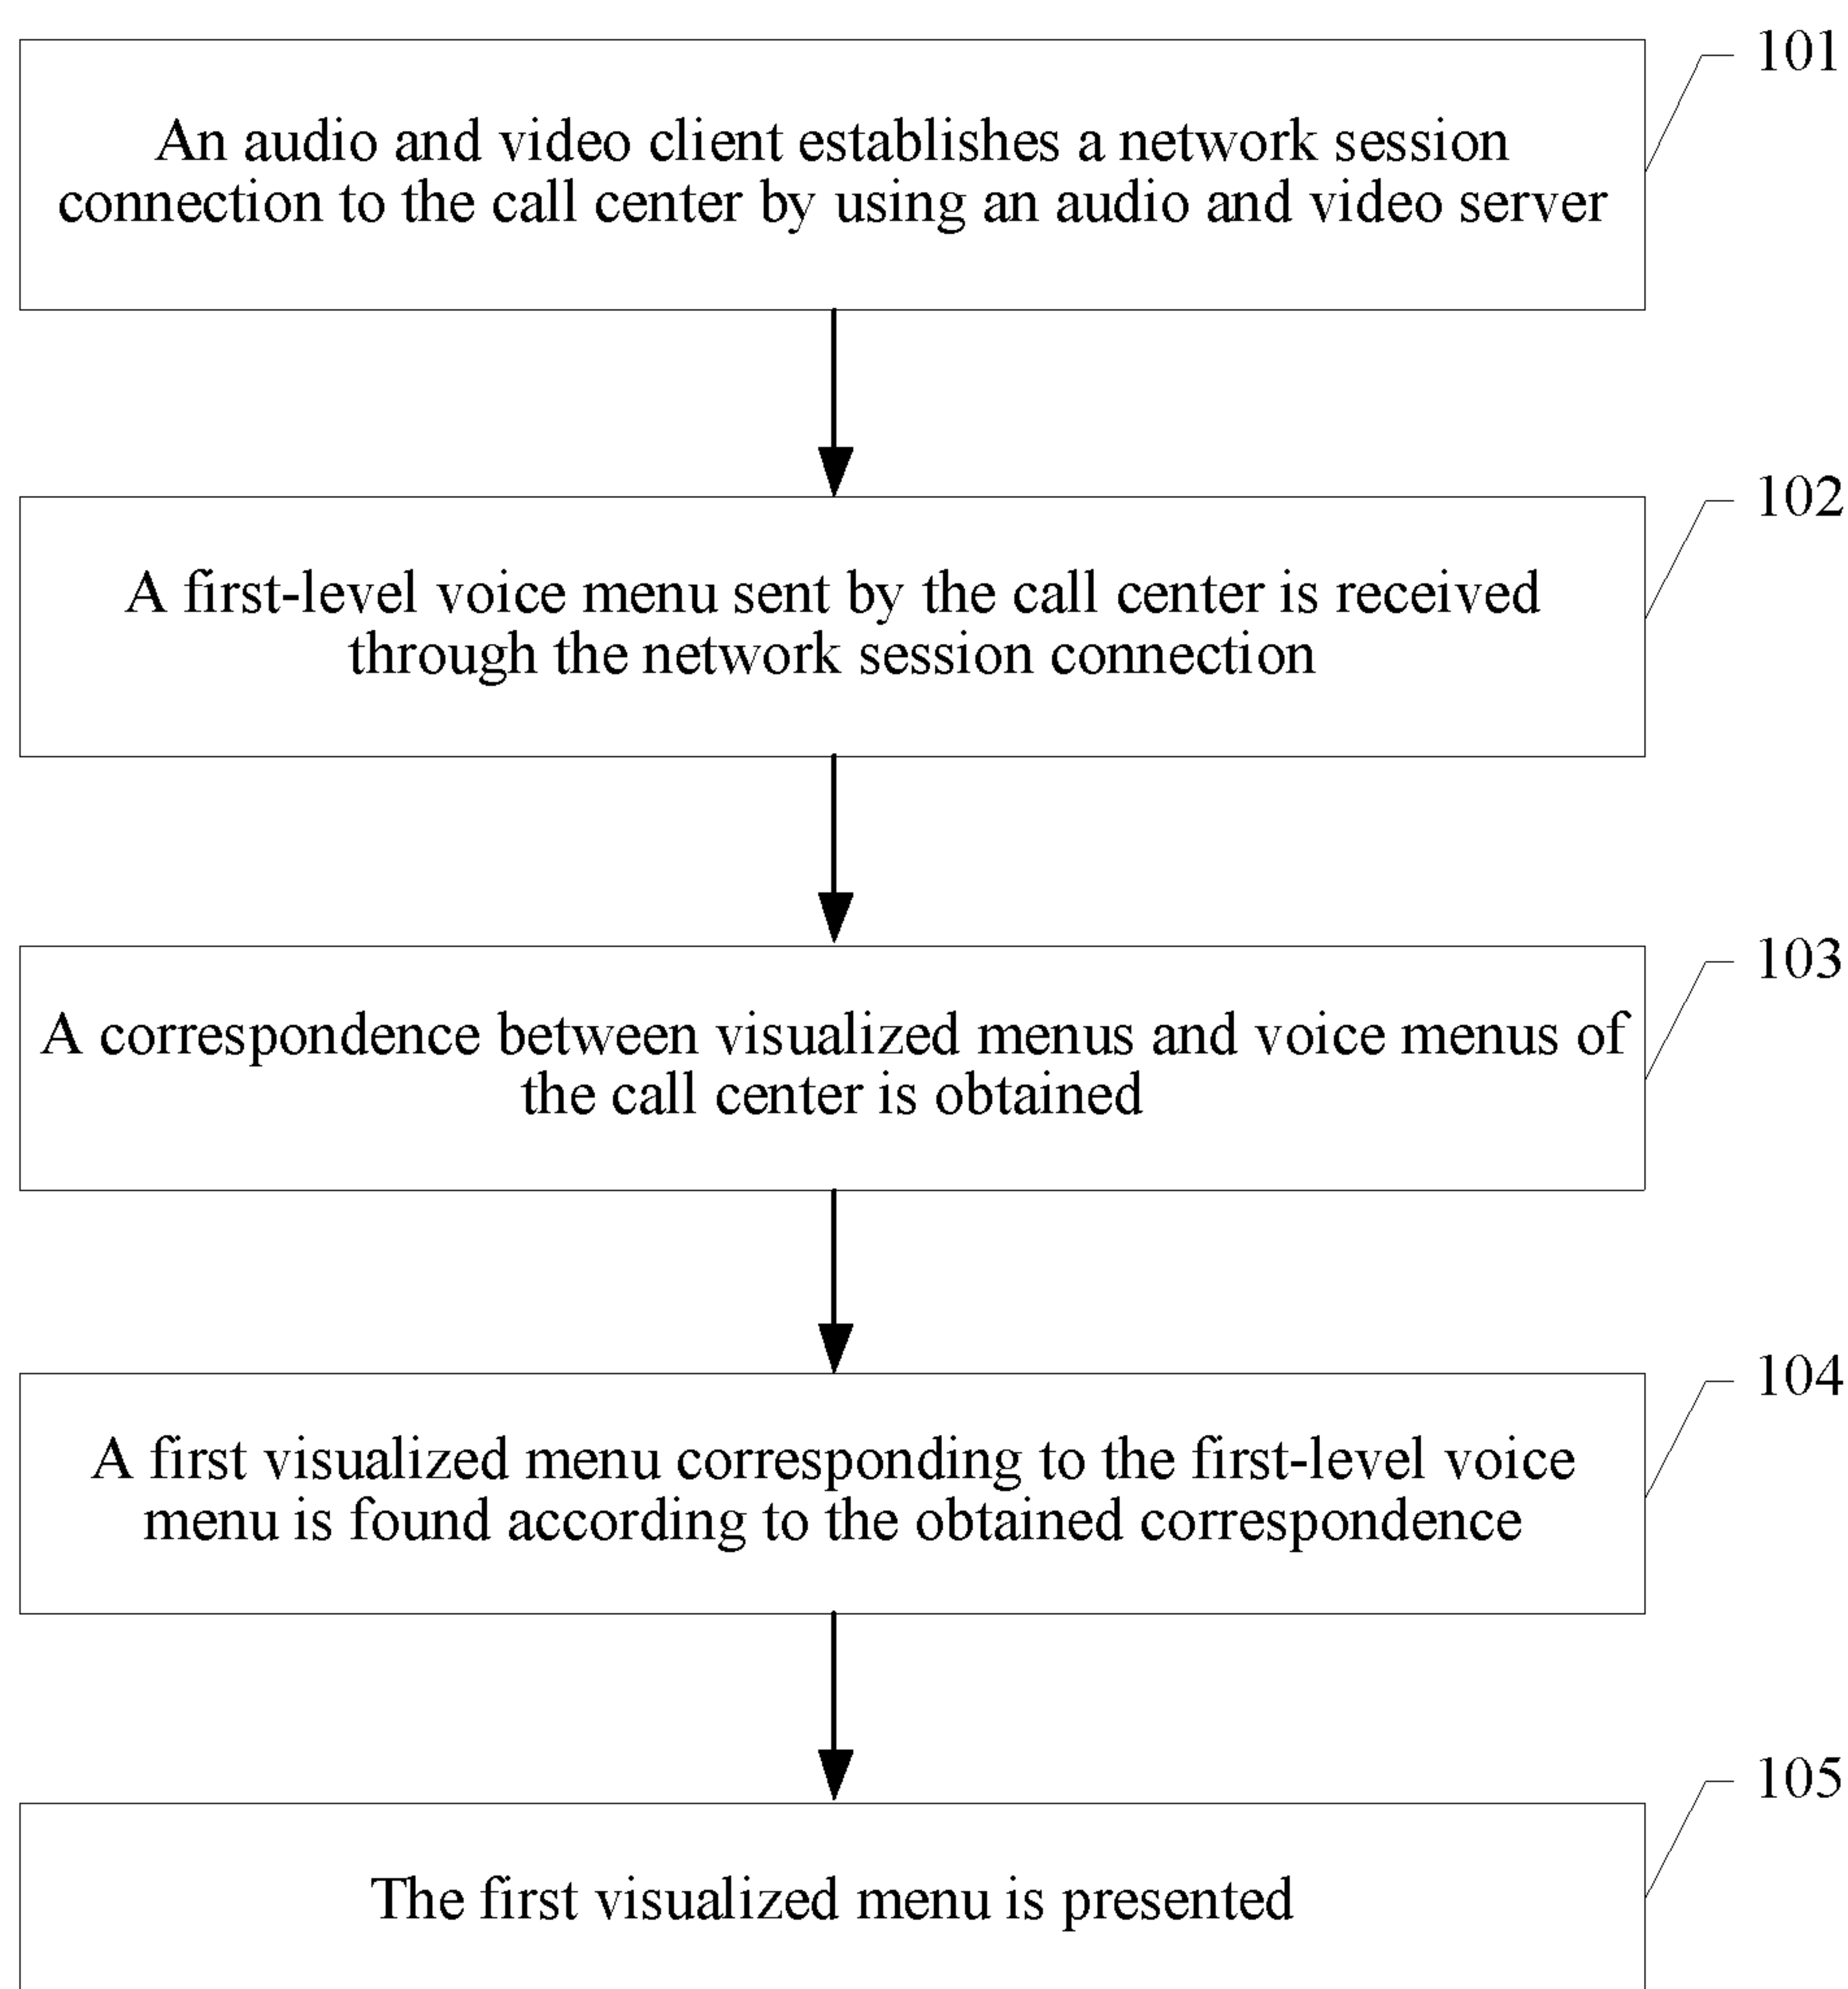 101
An audio and video client establishes a network session
connection to the call center by using an audio and video server
102
A first-level voice menu sent by the call center is received
through the network session connection
103
A correspondence between visualized menus and voice menus of
the call center is obtained
104
A first visualized menu corresponding to the first-level voice
menu is found according to the obtained correspondence
105
The first visualized menu is presented